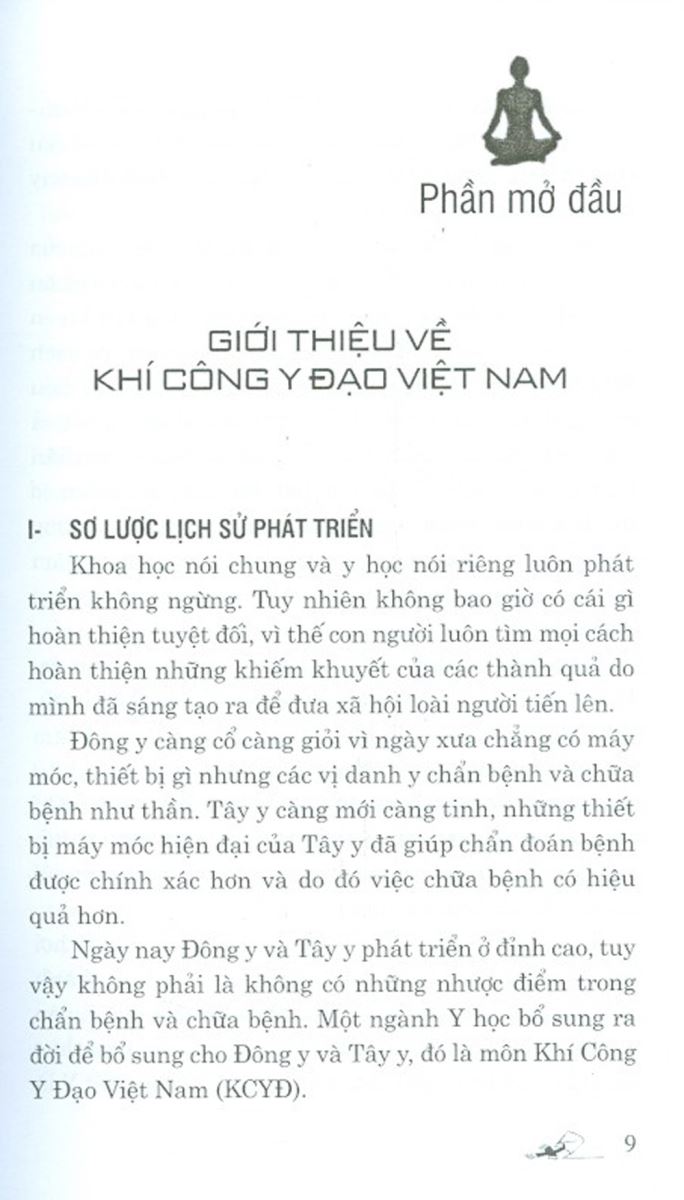 Phần mở đầu
GIỚI THIỆU VỀ
KHÍ CÔNG Y ĐẠO VIỆT NAM
I- SƠ LƯỢC LỊCH SỬ PHÁT TRIỂN
Khoa học nói chung và y học nói riêng luôn phát
triển không ngừng. Tuy nhiên không bao giờ có cái gì
hoàn thiện tuyệt đối, vì thế con người luôn tìm mọi cách
hoàn thiện những khiếm khuyết của các thành quả do
mình đã sáng tạo ra để đưa xã hội loài người tiến lên.
Đông y càng cổ càng giỏi vì ngày xưa chẳng có máy
móc, thiết bị gì nhưng các vị danh y chẩn bệnh và chữa
bệnh như thần. Tây y càng mới càng tinh, những thiết
bị máy móc hiện đại của Tây y đã giúp chẩn đoán bệnh
được chính xác hơn và do đó việc chữa bệnh có hiệu
quả hơn.
Ngày nay Đông y và Tây y phát triển ở đỉnh cao, tuy
vậy không phải là không có những nhược điểm trong
chẩn bệnh và chữa bệnh. Một ngành Y học bổ sung ra
đời để bổ sung cho Đông y và Tây y, đó là môn Khí Công
Y Đạo Việt Nam (KCYĐ).
9